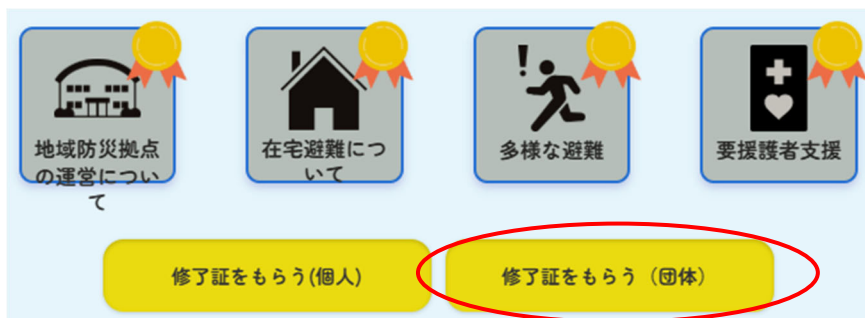 地域防災拠点
の運営につい
て
在宅避難につ
いて
多様な避難
要援護者支援
修了証をもらう(個人)
修了証をもらう（団体）